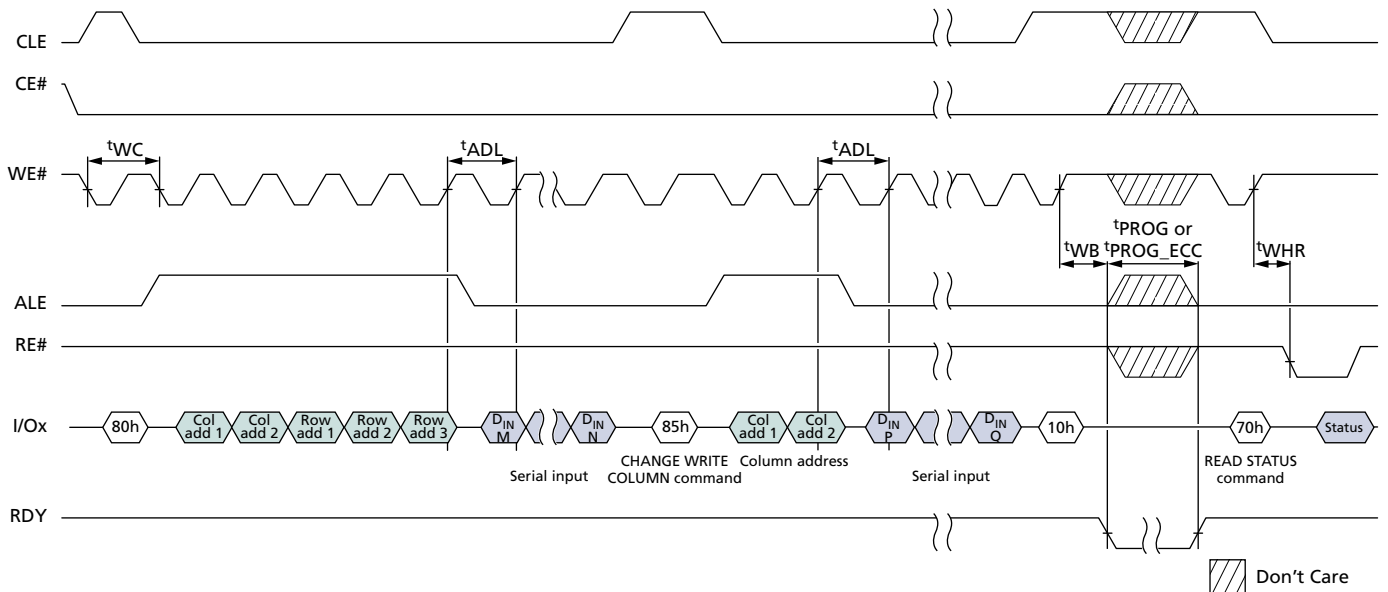 CLE
CE#
tWC
tADL
tADL
WE#
tPROG or
tWB
tPROG_ECC
tWHR
ALE
RE#
I/Ox
80h
Col
add 1
Col
add 2
Row
add 1
Row
add 2
Row
add 3
DIN
M
DIN
N
85h
Col
add 1
Col
add 2
DIN
P
DIN
Q
10h
70h
Status
Serial input
CHANGE WRITE
COLUMN command
Column address
Serial input
READ STATUS
command
RDY
Don't Care